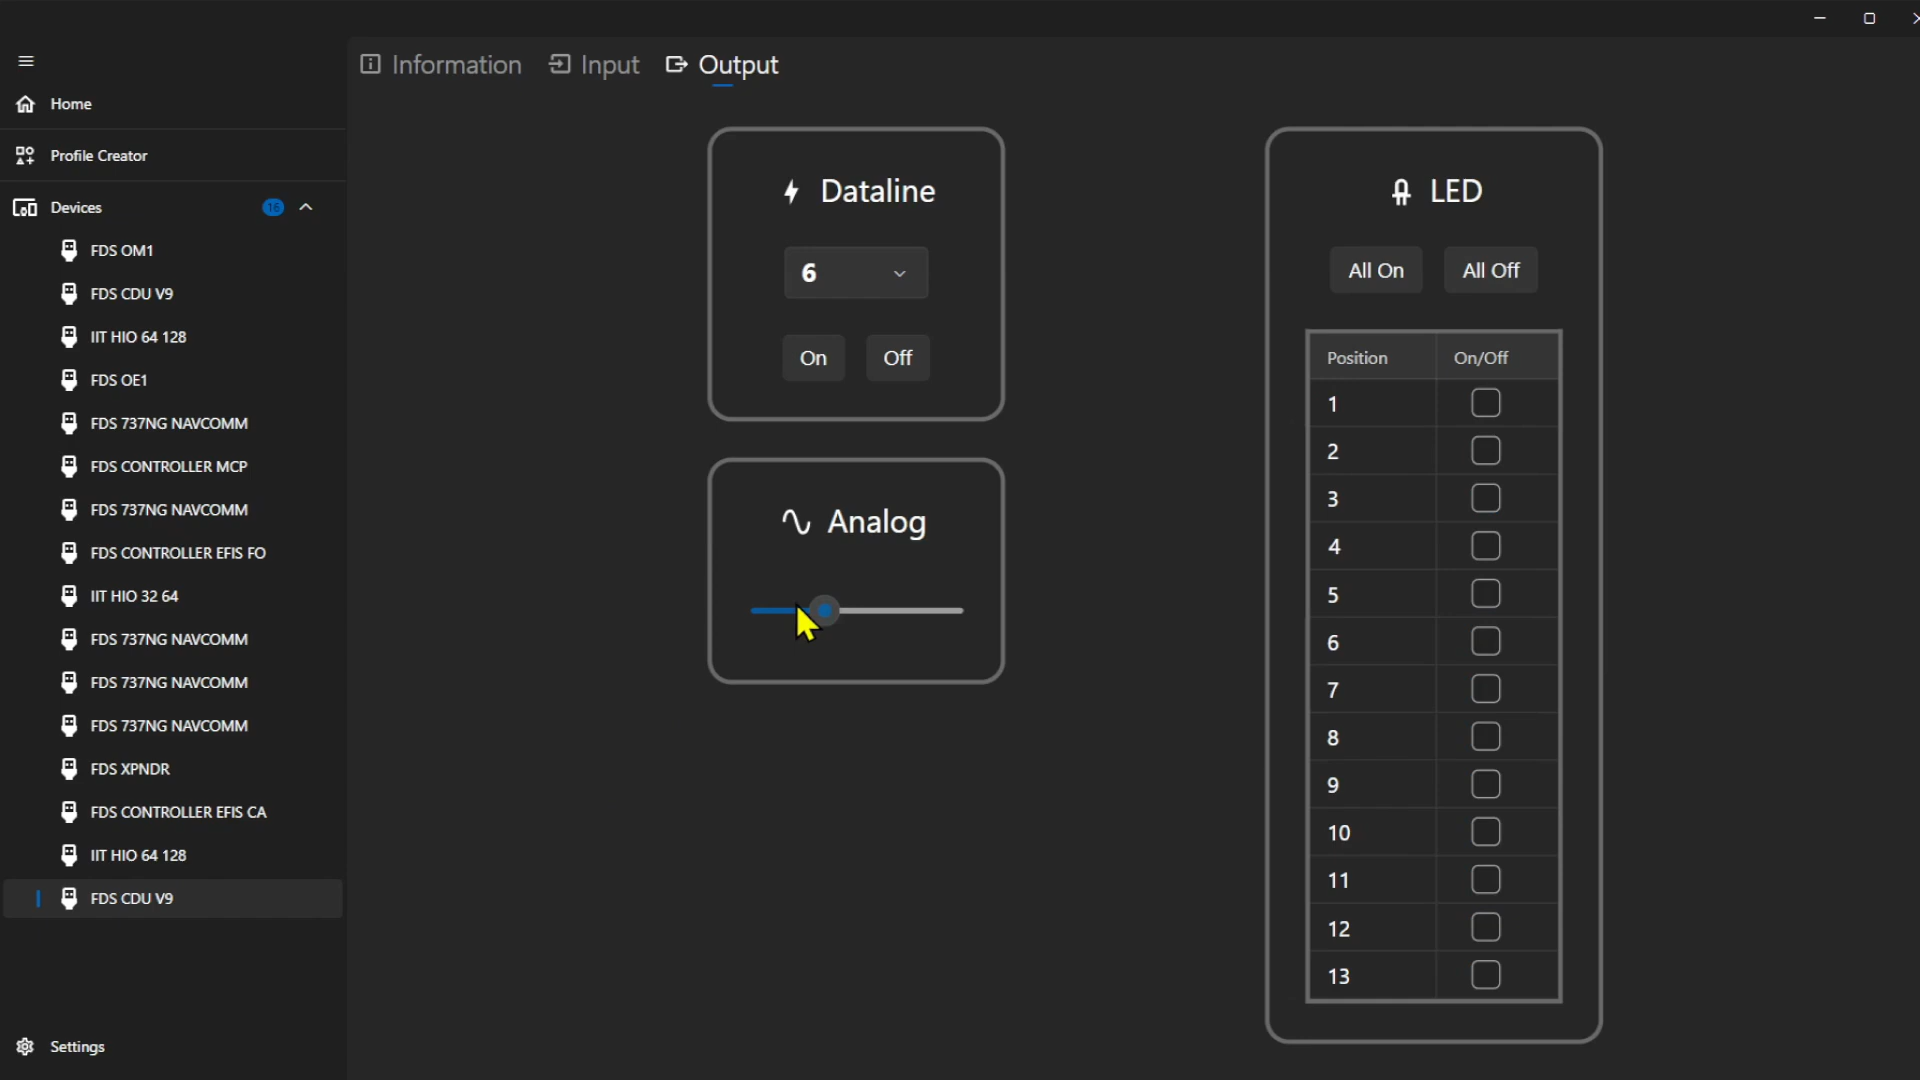 Information Input Output
Home
Profile Creator
Devices 16
FDS OM1
FDS CDU V9
IIT HIO 64 128
FDS OE1
FDS 737NG NAVCOMM
FDS CONTROLLER MCP
FDS 737NG NAVCOMM
FDS CONTROLLER EFIS FO
IIT HIO 32 64
FDS 737NG NAVCOMM
FDS 737NG NAVCOMM
FDS 737NG NAVCOMM
FDS XPNDR
FDS CONTROLLER EFIS CA
IIT HIO 64 128
FDS CDU V9
Settings
Dataline
6
On Off
Analog
LED
All On All Off
Position On/Off
1
2
3
4
5
6
7
8
9
10
11
12
13